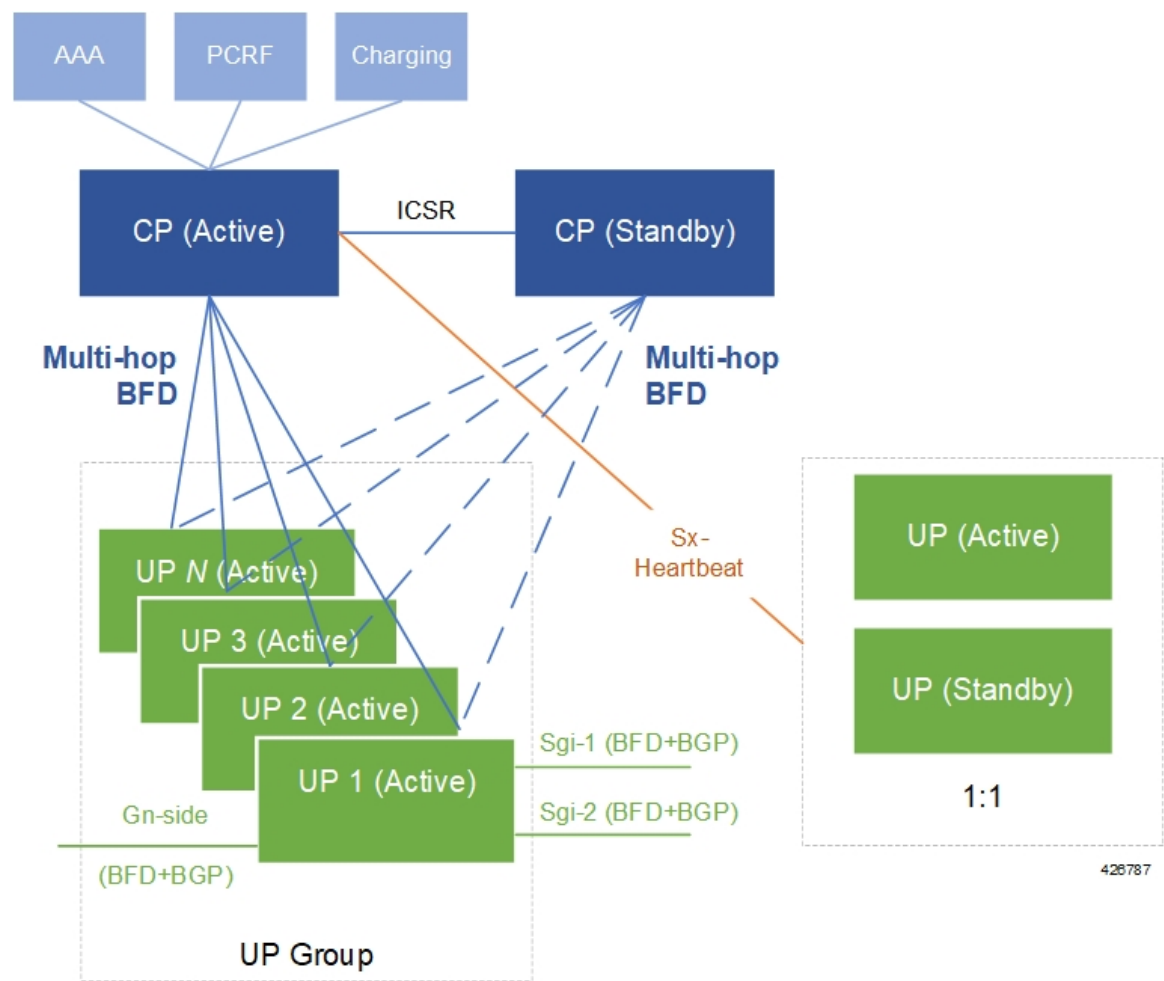 AAA
PCRF
Charging
CP (Active)
ICSR
CP (Standby)
Multi-hop
BFD
Multi-hop
BFD
Sx-
Heartbeat
UP N (Active)
UP 3 (Active)
UP 2 (Active)
UP 1 (Active)
Sgi-1 (BFD+BGP)
Sgi-2 (BFD+BGP)
Gn-side
(BFD+BGP)
UP Group
UP (Active)
UP (Standby)
1:1
426787